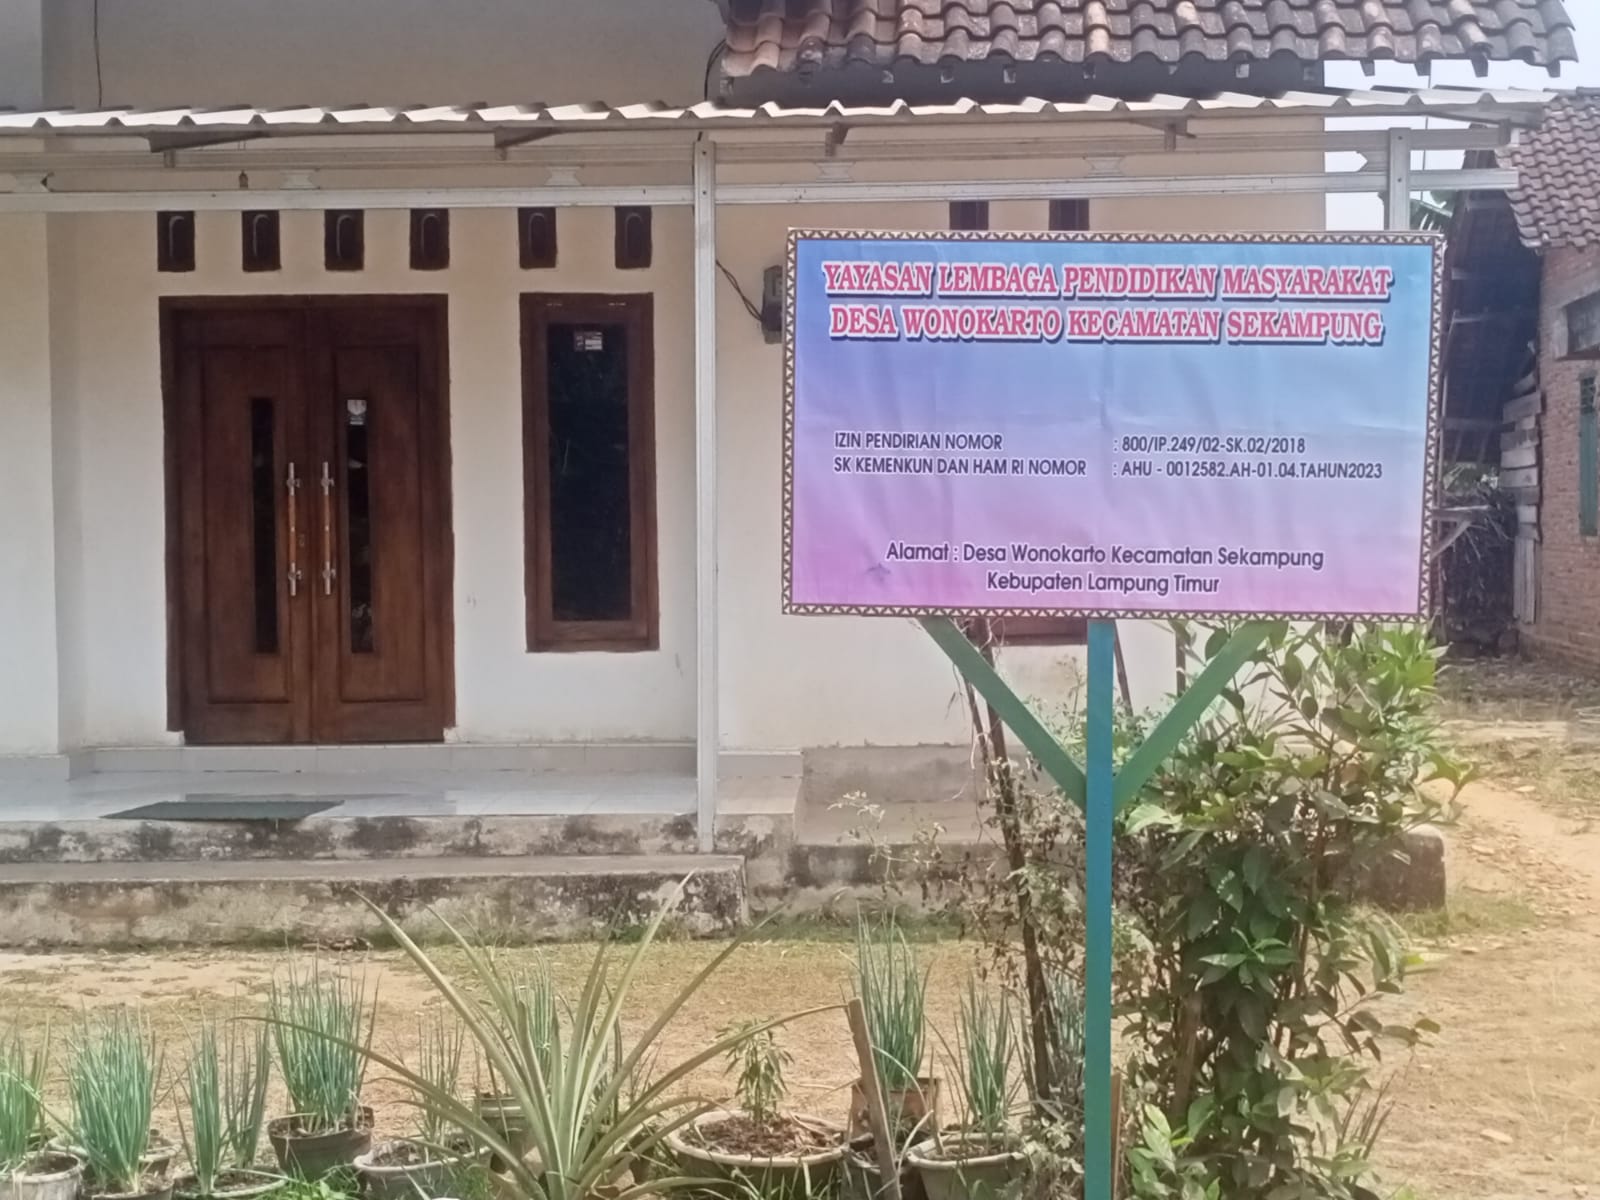 YAYASAN LEMBAGA PENDIDIKAN MASYARAKAT
DESA WONOKARTO KECAMATAN SEKAMPUNG
IZIN PENDIRIAN NOMOR : 800/IP.249/02-SK.02/2018
SK KEMENKUN DAN HAM RI NOMOR : AHU - 0012582.AH-01.04.TAHUN2023
Alamat : Desa Wonokarto Kecamatan Sekampung
Kebupaten Lampung Timur